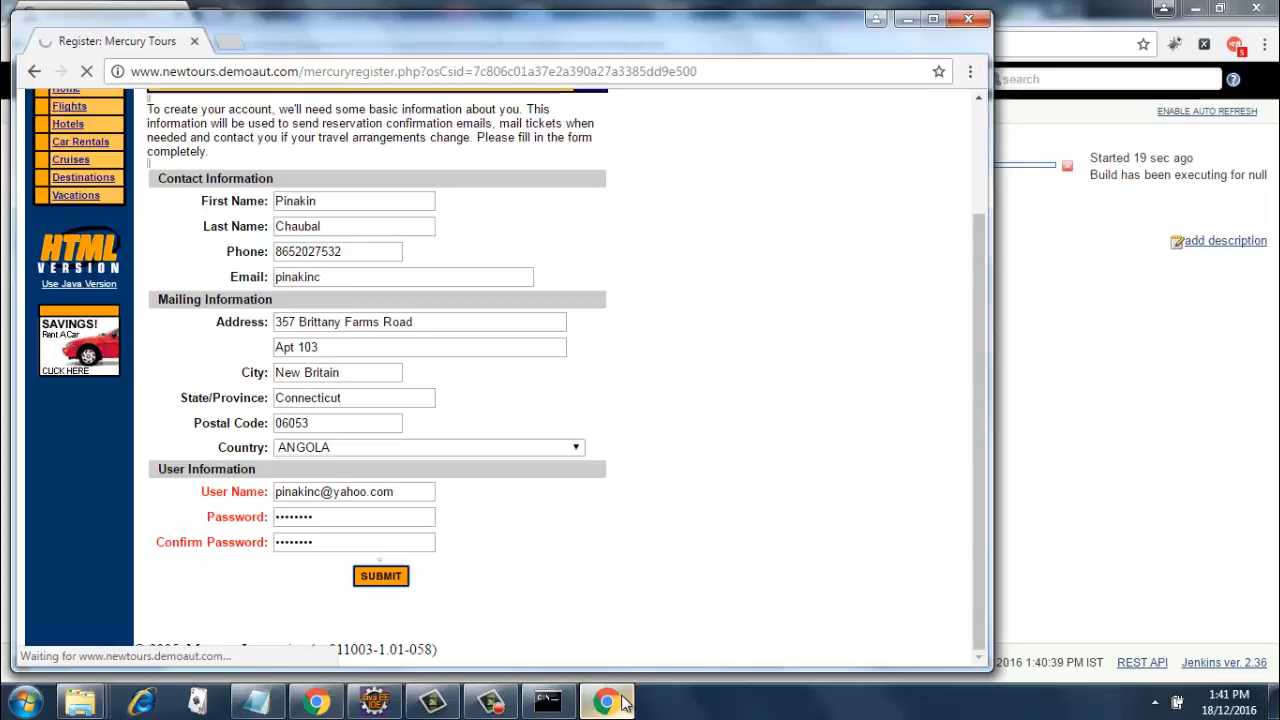 Register: Mercury Tours
www.newtours.demoaut.com/mercuryregister.php?osCsid=7c806c01a37e2a390a27a3385dd9e500
5
search
ENABLE AUTO REFRESH
Started 19 sec ago
Build has been executing for null
add description
Home
Flights
Hotels
Car Rentals
Cruises
Destinations
Vacations
HTML
VERSION
Use Java Version
SAVINGS!
Rent A Car
CLICK HERE
To create your account, we'll need some basic information about you. This
information will be used to send reservation confirmation emails, mail tickets when
needed and contact you if your travel arrangements change. Please fill in the form
completely.
Contact Information
First Name: Pinakin
Last Name: Chaubal
Phone: 8652027532
Email: pinakinc
Mailing Information
Address: 357 Brittany Farms Road
Apt 103
City: New Britain
State/Province: Connecticut
Postal Code: 06053
Country: ANGOLA
User Information
User Name: pinakinc@yahoo.com
Password: ••••••••
Confirm Password: ••••••••
SUBMIT
011003-1.01-058)
Waiting for www.newtours.demoaut.com...
2016 1:40:39 PM IST
REST API
Jenkins ver. 2.36
Java EE
IDE
1:41 PM
18/12/2016